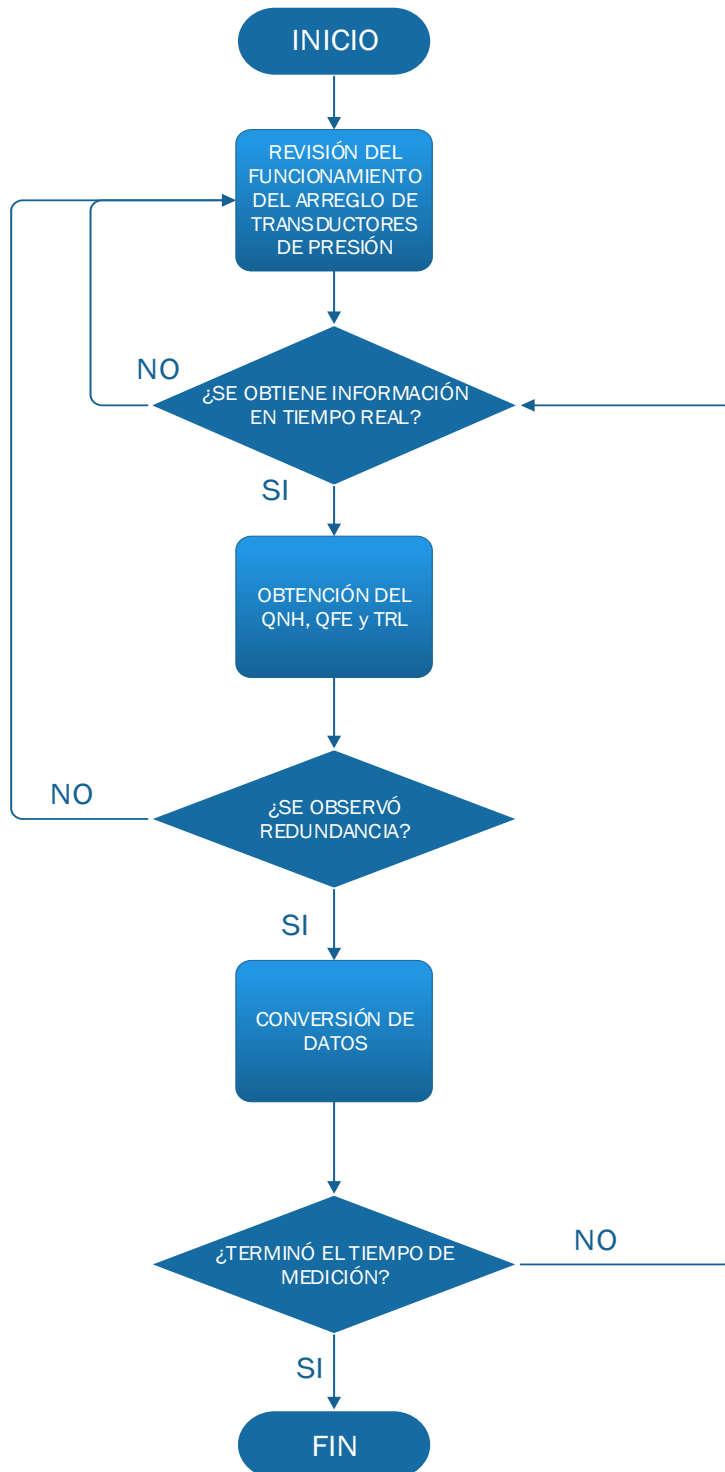 INICIO
REVISIÓN DEL
FUNCIONAMIENTO
DEL ARREGLO DE
TRANSDUCTORES
DE PRESIÓN
NO
¿SE OBTIENE INFORMACIÓN
EN TIEMPO REAL?
SI
OBTENCIÓN DEL
QNH, QFE y TRL
NO
¿SE OBSERVÓ
REDUNDANCIA?
SI
CONVERSIÓN DE
DATOS
¿TERMINÓ EL TIEMPO DE
MEDICIÓN?
NO
SI
FIN